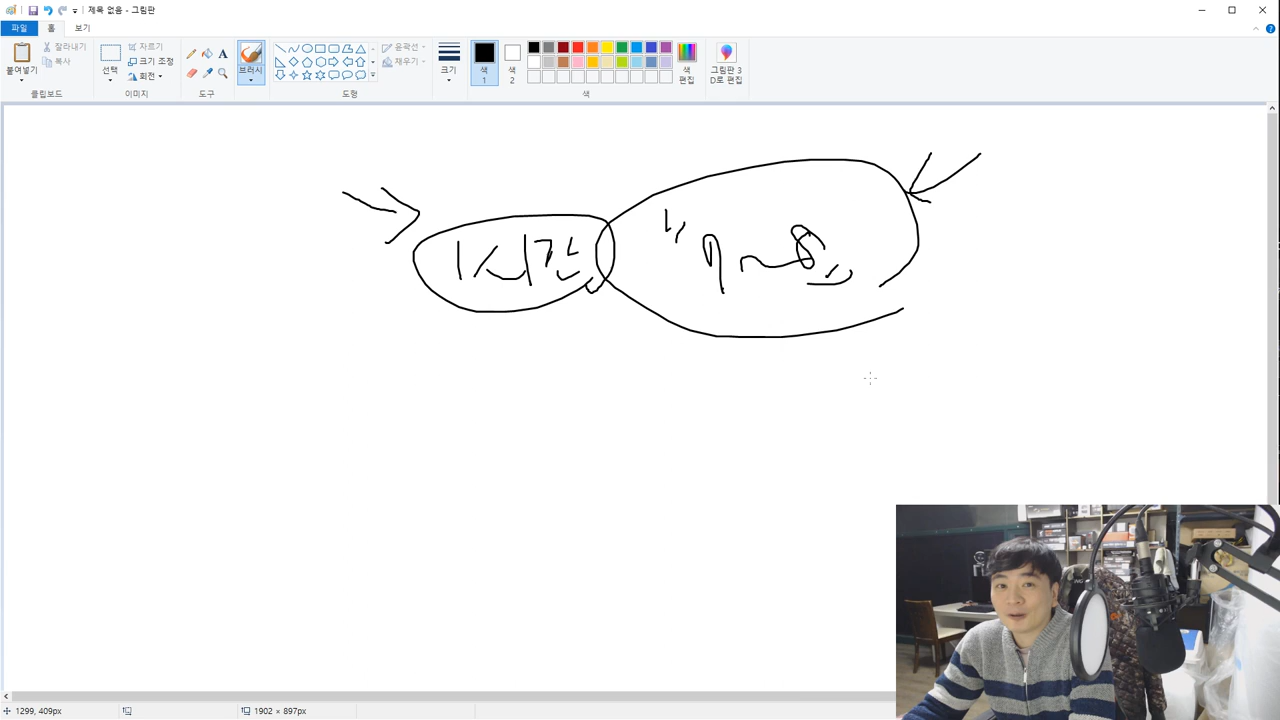 제목 없음 - 그림판
파일 홈 보기
붙여넣기
잘라내기
복사
클립보드
선택
자르기
크기 조정
회전
이미지
A
도구
브러시
윤곽선
채우기
도형
크기
색 1
색 2
색
색 편집
그림판 3D로 편집
1시간
" 9~8 "
1299, 409px
1902 × 897px